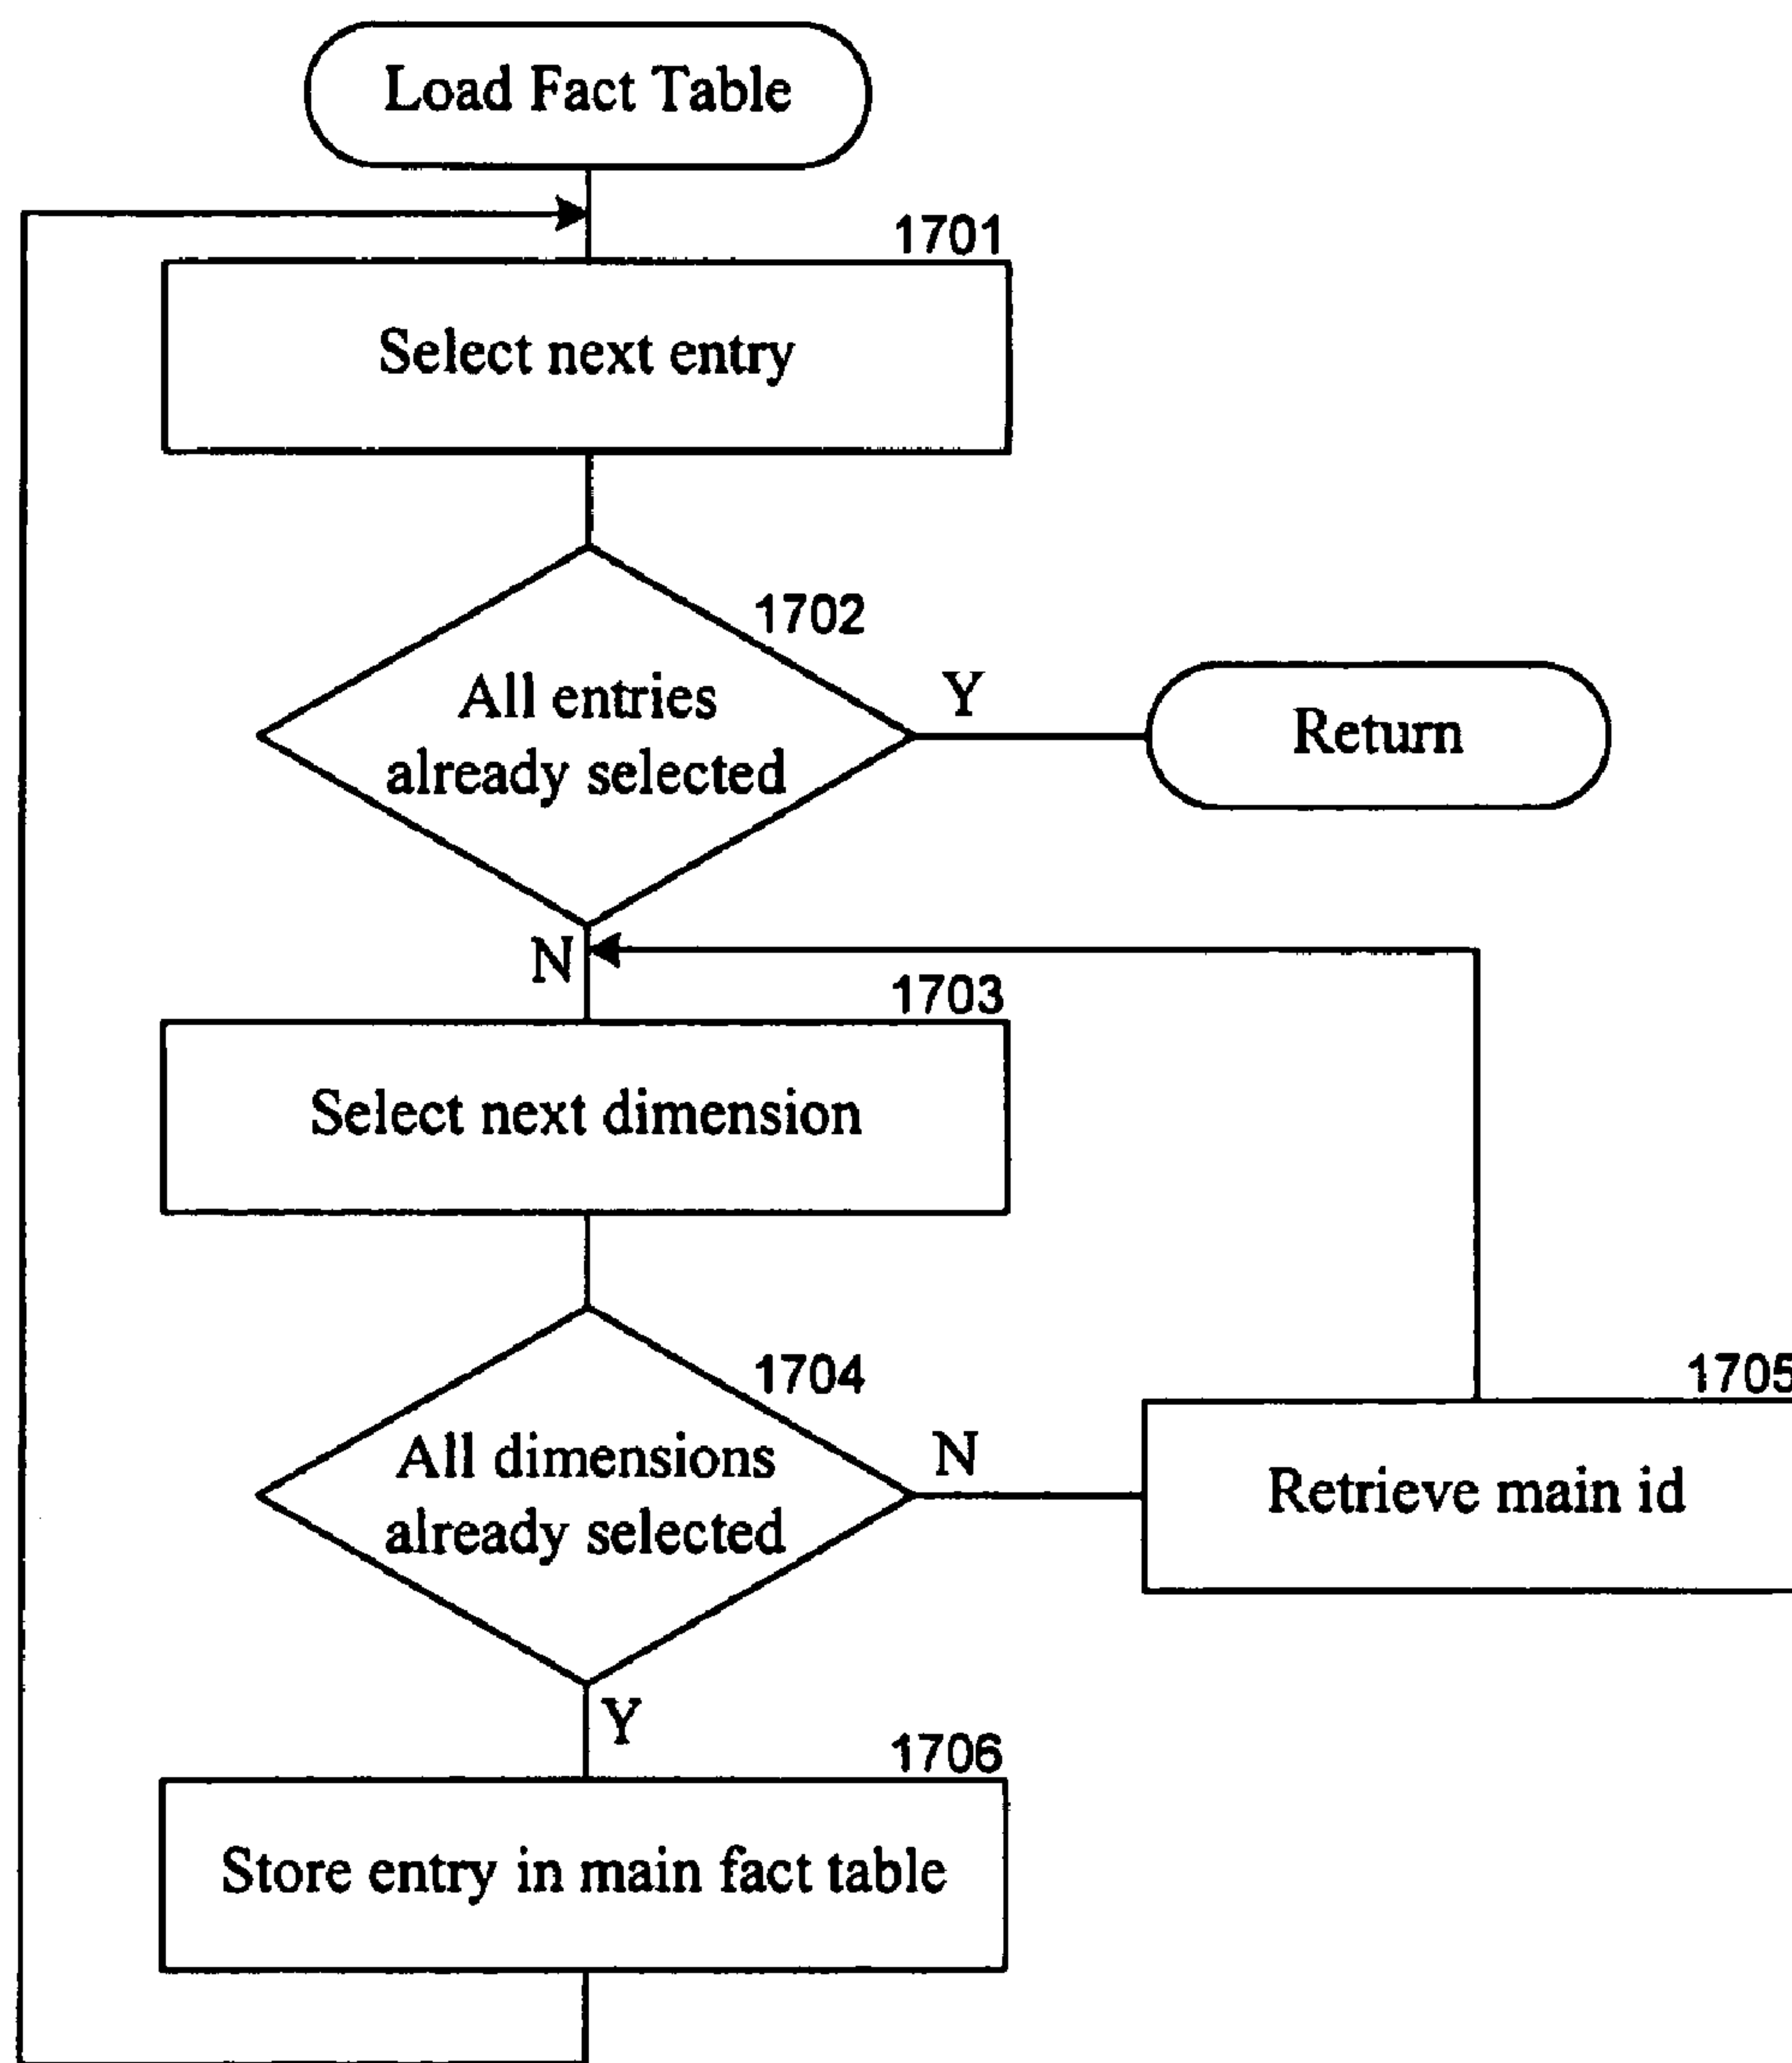 Load Fact Table
1701
Select next entry
1702
All entries
already selected
Y
Return
N
1703
Select next dimension
1704
All dimensions
already selected
N
1705
Retrieve main id
Y
1706
Store entry in main fact table